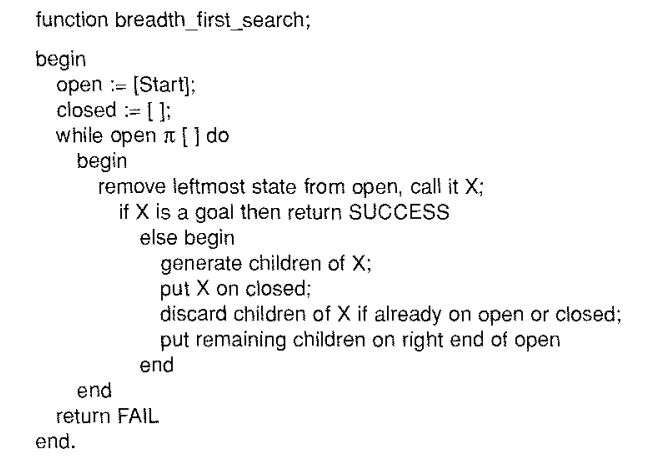 function breadth_first_search;
begin
open := [Start];
closed := [ ];
while open π [ ] do
begin
remove leftmost state from open, call it X;
if X is a goal then return SUCCESS
else begin
generate children of X;
put X on closed;
discard children of X if already on open or closed;
put remaining children on right end of open
end
end
return FAIL
end.